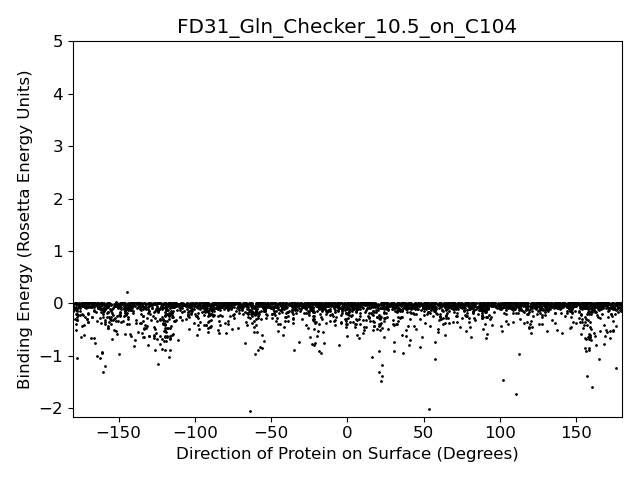 FD31_Gln_Checker_10.5_on_C104
5
4
3
2
1
0
−1
−2
Binding Energy (Rosetta Energy Units)
−150 −100 −50 0 50 100 150
Direction of Protein on Surface (Degrees)